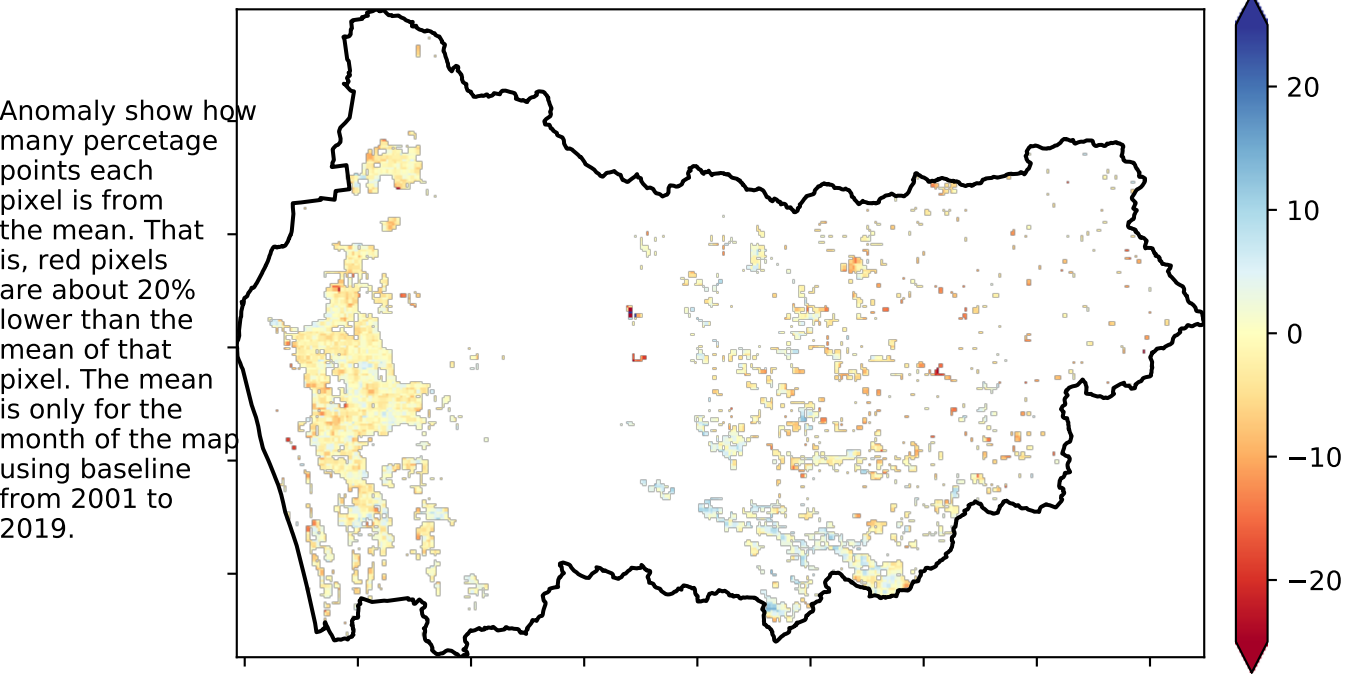 Anomaly show how
many percetage
points each
pixel is from
the mean. That
is, red pixels
are about 20%
lower than the
mean of that
pixel. The mean
is only for the
month of the map
using baseline
from 2001 to
2019.
20
10
0
−10
−20